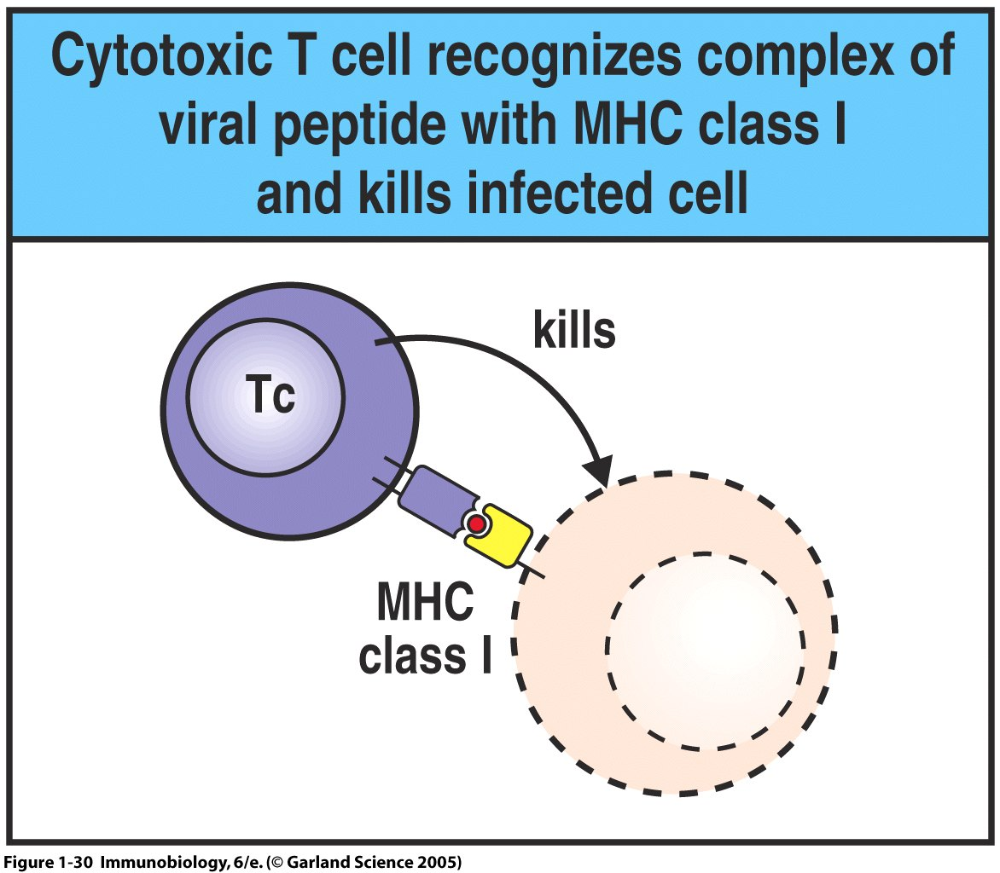 Cytotoxic T cell recognizes complex of
viral peptide with MHC class I
and kills infected cell
kills
Tc
MHC
class I
Figure 1-30 Immunobiology, 6/e. (© Garland Science 2005)